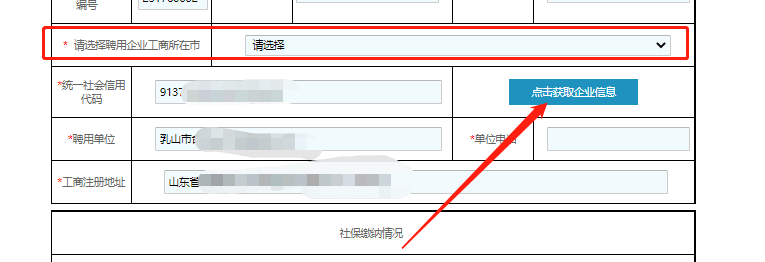 编号
* 请选择聘用企业工商所在市
请选择
*统一社会信用代码
9137
点击获取企业信息
*聘用单位
乳山市
*单位电
*工商注册地址
山东省
社保缴纳情况